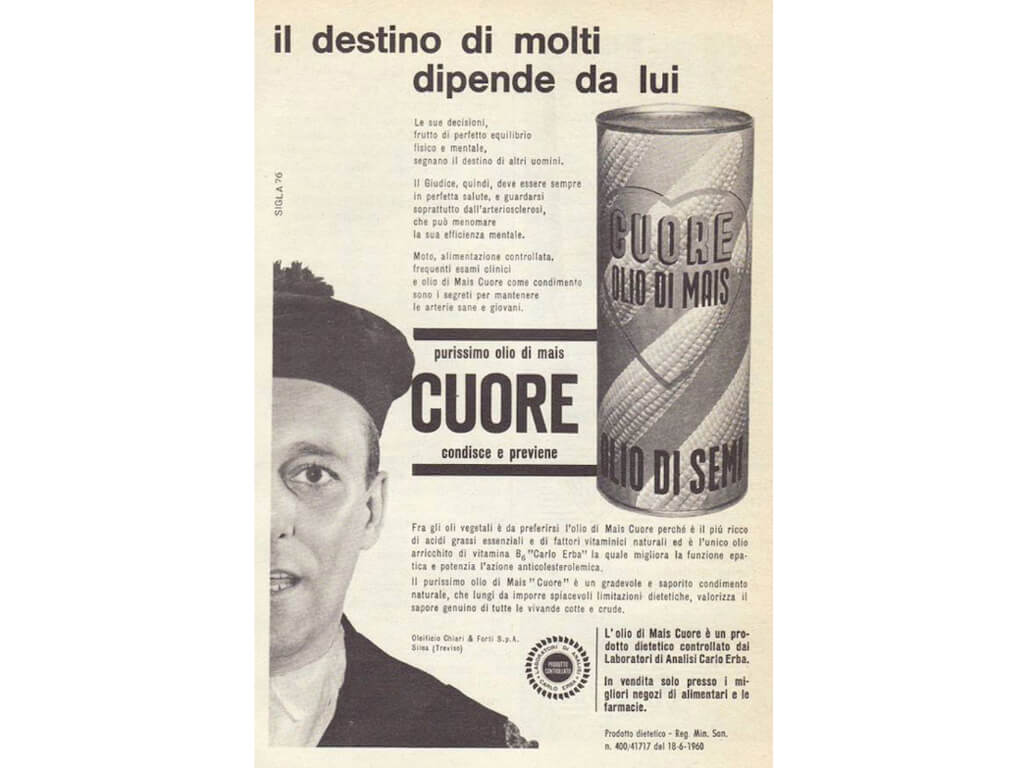 il destino di molti
dipende da lui
Le sue decisioni,
frutto di perfetto equilibrio
fisico e mentale,
segnano il destino di altri uomini.
Il Giudice, quindi, deve essere sempre
in perfetta salute, e guardarsi
soprattutto dall'arteriosclerosi,
che può menomare
la sua efficienza mentale.
Moto, alimentazione controllata,
frequenti esami clinici
e olio di Mais Cuore come condimento
sono i segreti per mantenere
le arterie sane e giovani.
SIGLA 76
CUORE
OLIO DI MAIS
OLIO DI SEMI
purissimo olio di mais
CUORE
condisce e previene
Fra gli oli vegetali è da preferirsi l'olio di Mais Cuore perché è il più ricco
di acidi grassi essenziali e di fattori vitaminici naturali ed è l'unico olio
arricchito di vitamina B6 "Carlo Erba" la quale migliora la funzione epa-
tica e potenzia l'azione anticolesterolemica.
Il purissimo olio di Mais "Cuore" è un gradevole e saporito condimento
naturale, che lungi da imporre spiacevoli limitazioni dietetiche, valorizza il
sapore genuino di tutte le vivande cotte e crude.
Oleificio Chiari & Forti S.p.A.
Silea (Treviso)
LABORATORI DI ANALISI
CARLO ERBA
PRODOTTO
CONTROLLATO
L'olio di Mais Cuore è un pro-
dotto dietetico controllato dai
Laboratori di Analisi Carlo Erba.
In vendita solo presso i mi-
gliori negozi di alimentari e le
farmacie.
Prodotto dietetico - Reg. Min. San.
n. 400/41717 del 18-6-1960